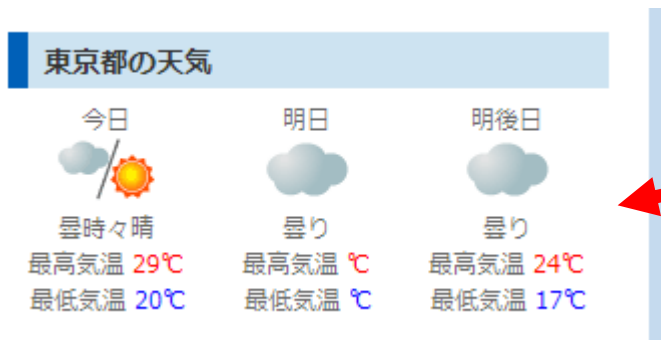 東京都の天気
今日 明日 明後日
曇時々晴 曇り 曇り
最高気温 29℃ 最高気温 ℃ 最高気温 24℃
最低気温 20℃ 最低気温 ℃ 最低気温 17℃